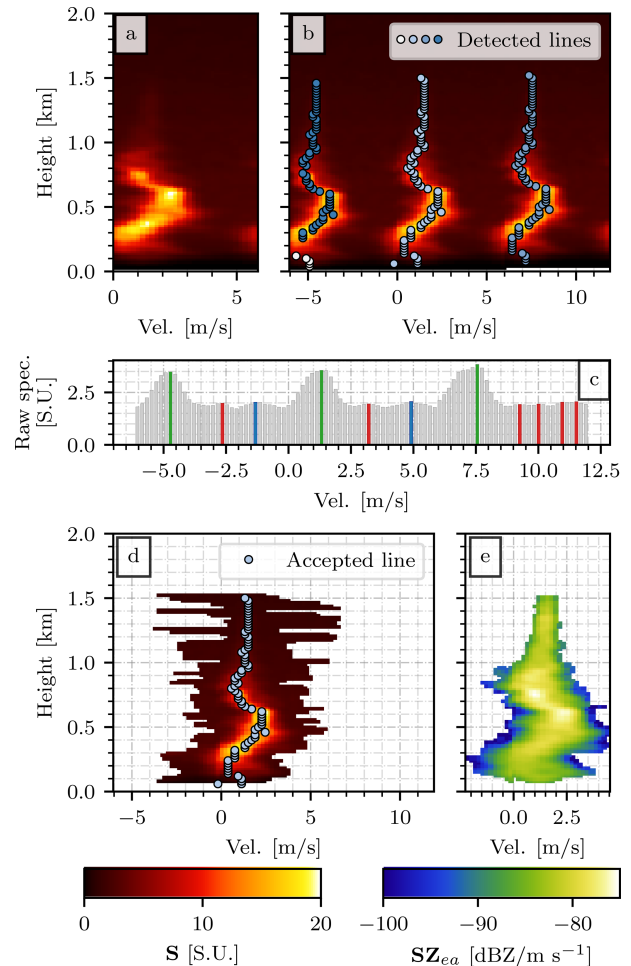 a
b
Detected lines
2.0
1.5
1.0
0.5
0.0
Height [km]
0
5
−5
0
5
10
Vel. [m/s]
Vel. [m/s]
c
2.5
0.0
Raw spec.
[S.U.]
−5.0
−2.5
0.0
2.5
5.0
7.5
10.0
12.5
Vel. [m/s]
d
Accepted line
e
2.0
1.5
1.0
0.5
0.0
Height [km]
−5
0
5
10
0.0
2.5
Vel. [m/s]
Vel. [m/s]
0
10
20
−100
−90
−80
S [S.U.]
SZea [dBZ/m s−1]